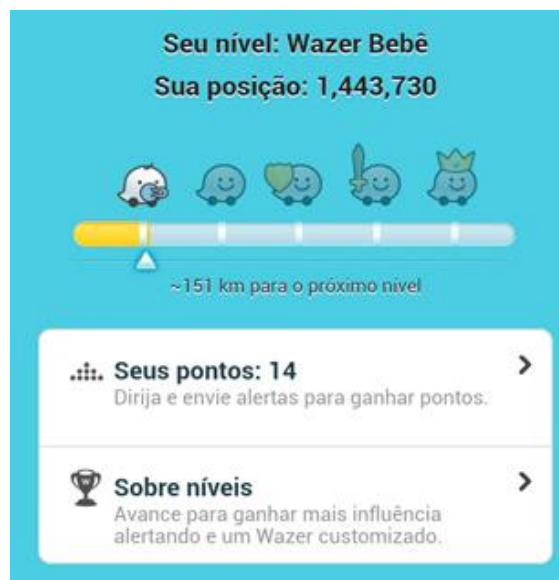 Seu nível: Wazer Bebê
Sua posição: 1,443,730
~151 km para o próximo nível
Seus pontos: 14
Dirija e envie alertas para ganhar pontos.
Sobre níveis
Avance para ganhar mais influência
alertando e um Wazer customizado.